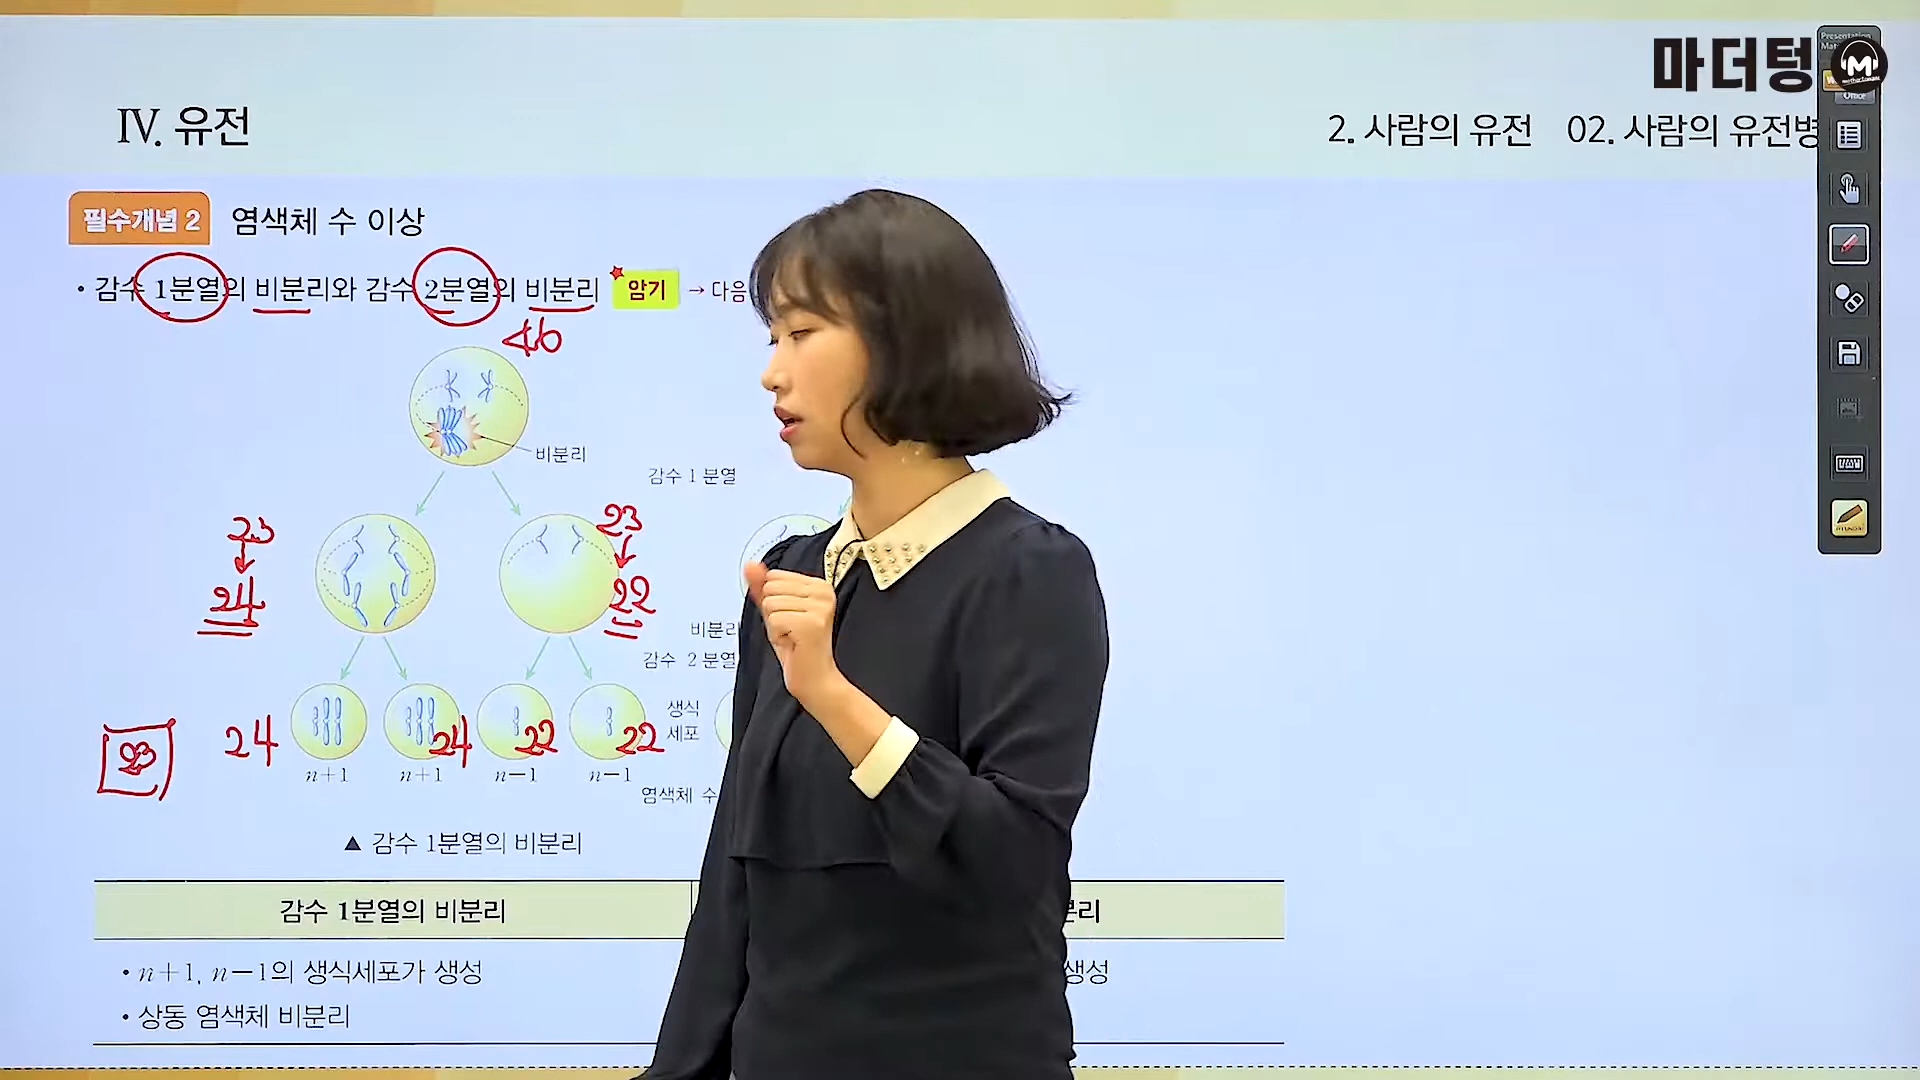 마더텅
M
Presentation
IV. 유전
2. 사람의 유전 02. 사람의 유전병
필수개념 2 염색체 수 이상
• 감수 1분열의 비분리와 감수 2분열의 비분리 암기 → 다음
46
비분리
감수 1분열
23
24
23
22
비분리
감수 2분열
생식
세포
23
24
24
22
22
n+1
n+1
n−1
n−1
염색체 수
▲ 감수 1분열의 비분리
감수 1분열의 비분리
분리
• n+1, n−1의 생식세포가 생성
생성
• 상동 염색체 비분리